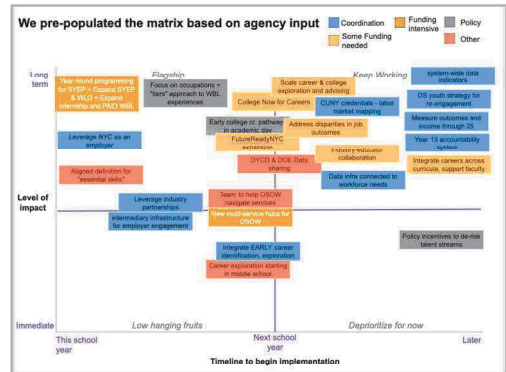 We pre-populated the matrix based on agency input
Coordination
Funding
intensive
Policy
Some Funding
needed
Other
Long
term
Flagship
Keep Working
Year-round programming
for SYEP + Expand SYEP
& WLG + Expand
internship and PAID WBL
Focus on occupations +
"tiers" approach to WBL
experiences
Scale career & college
exploration and advising
system-wide data
indicators
College Now for Careers
CUNY credentials - labor
market mapping
OS youth strategy for
re-engagement
Leverage NYC as an
employer
Early college cr. pathway
in academic day
Address disparities in job
outcomes
Measure outcomes and
income through 25
FutureReadyNYC
expansion
Industry-educator
collaboration
Year 13 accountability
system
Aligned definition for
"essential skills"
DYCD & DOE Data
sharing
Integrate careers across
curricula, support faculty
Data infra connected to
workforce needs
Level of
impact
Leverage industry
partnerships
Team to help OSOW
navigate services
intermediary infrastructure
for employer engagement
New multi-service hubs for
OSOW
Policy incentives to de-risk
talent streams
Integrate EARLY career
identification, exploration
Career exploration starting
in middle school
Immediate
Low hanging fruits
Deprioritize for now
This school
year
Next school
year
Later
Timeline to begin implementation